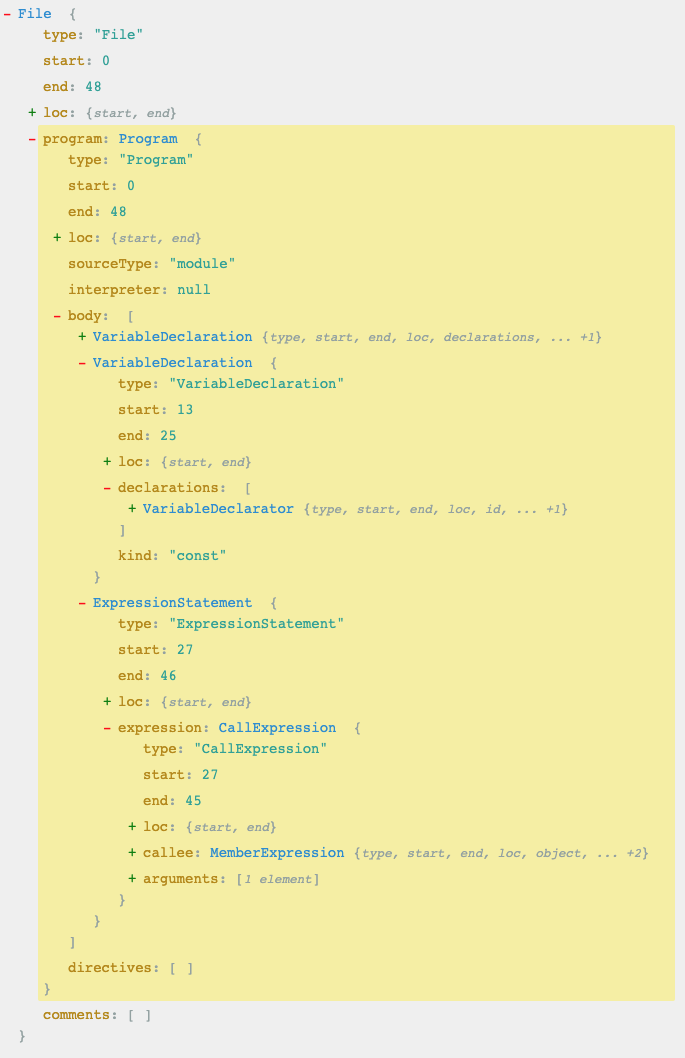 - File {
type: "File"
start: 0
end: 48
+ loc: {start, end}
- program: Program {
type: "Program"
start: 0
end: 48
+ loc: {start, end}
sourceType: "module"
interpreter: null
- body: [
+ VariableDeclaration {type, start, end, loc, declarations, ... +1}
- VariableDeclaration {
type: "VariableDeclaration"
start: 13
end: 25
+ loc: {start, end}
- declarations: [
+ VariableDeclarator {type, start, end, loc, id, ... +1}
]
kind: "const"
}
- ExpressionStatement {
type: "ExpressionStatement"
start: 27
end: 46
+ loc: {start, end}
- expression: CallExpression {
type: "CallExpression"
start: 27
end: 45
+ loc: {start, end}
+ callee: MemberExpression {type, start, end, loc, object, ... +2}
+ arguments: [1 element]
}
}
]
directives: [ ]
}
comments: [ ]
}